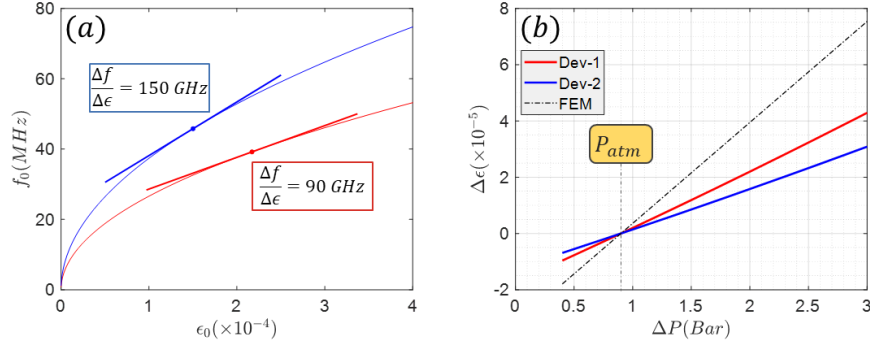 (a)
80
60
40
20
0
f₀(MHz)
Δf/Δϵ = 150 GHz
Δf/Δϵ = 90 GHz
0 1 2 3 4
ϵ₀(×10⁻⁴)
(b)
8
6
4
2
0
-2
Δϵ(×10⁻⁵)
Dev-1
Dev-2
FEM
P_atm
0 0.5 1 1.5 2 2.5 3
ΔP(Bar)